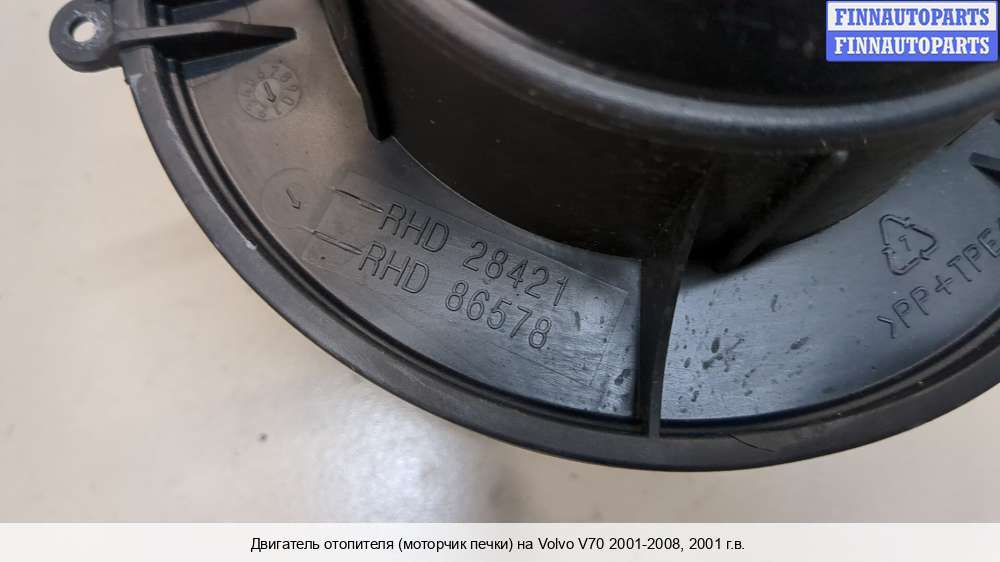 FINNAUTOPARTS
FINNAUTOPARTS
RHD 28421
RHD 86578
>PP+TPE
Двигатель отопителя (моторчик печки) на Volvo V70 2001-2008, 2001 г.в.